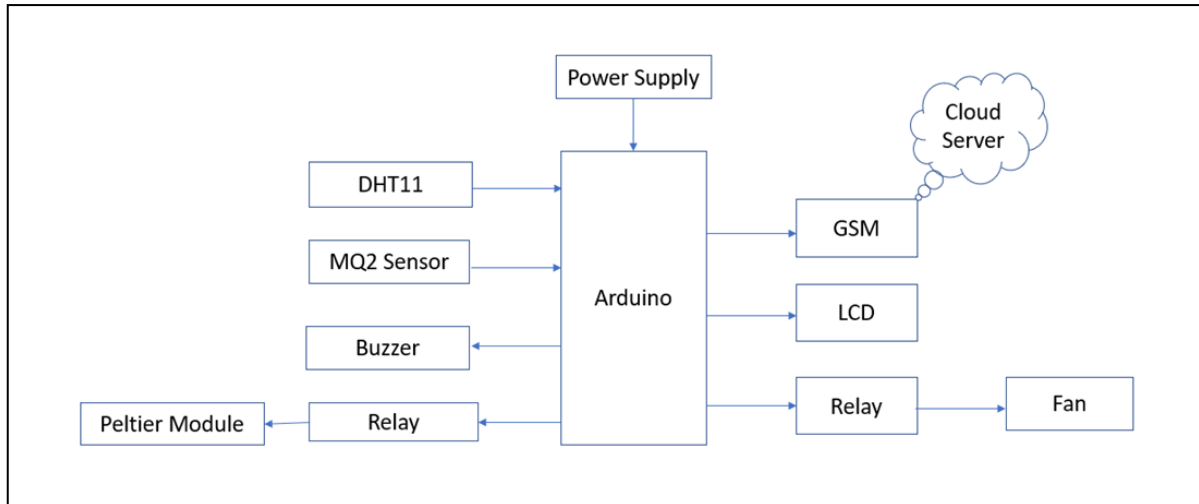 Power Supply
Cloud
Server
DHT11
GSM
MQ2 Sensor
Arduino
LCD
Buzzer
Peltier Module
Relay
Relay
Fan